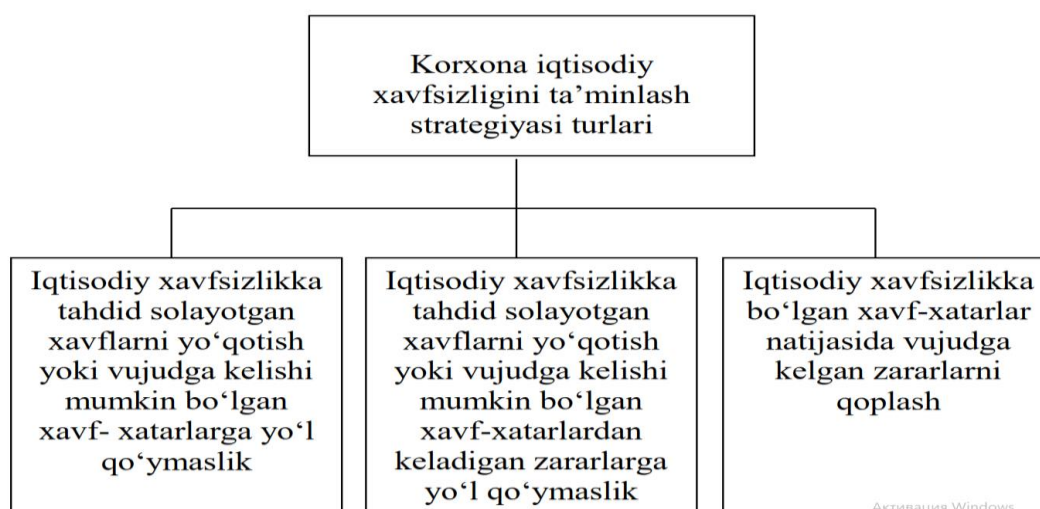 Korxona iqtisodiy
xavfsizligini ta’minlash
strategiyasi turlari
Iqtisodiy xavfsizlikka
tahdid solayotgan
xavflarni yo‘qotish
yoki vujudga kelishi
mumkin bo‘lgan
xavf- xatarlarga yo‘l
qo‘ymaslik
Iqtisodiy xavfsizlikka
tahdid solayotgan
xavflarni yo‘qotish
yoki vujudga kelishi
mumkin bo‘lgan
xavf-xatarlardan
keladigan zararlarga
yo‘l qo‘ymaslik
Iqtisodiy xavfsizlikka
bo‘lgan xavf-xatarlar
natijasida vujudga
kelgan zararlarni
qoplash
Активация Windows